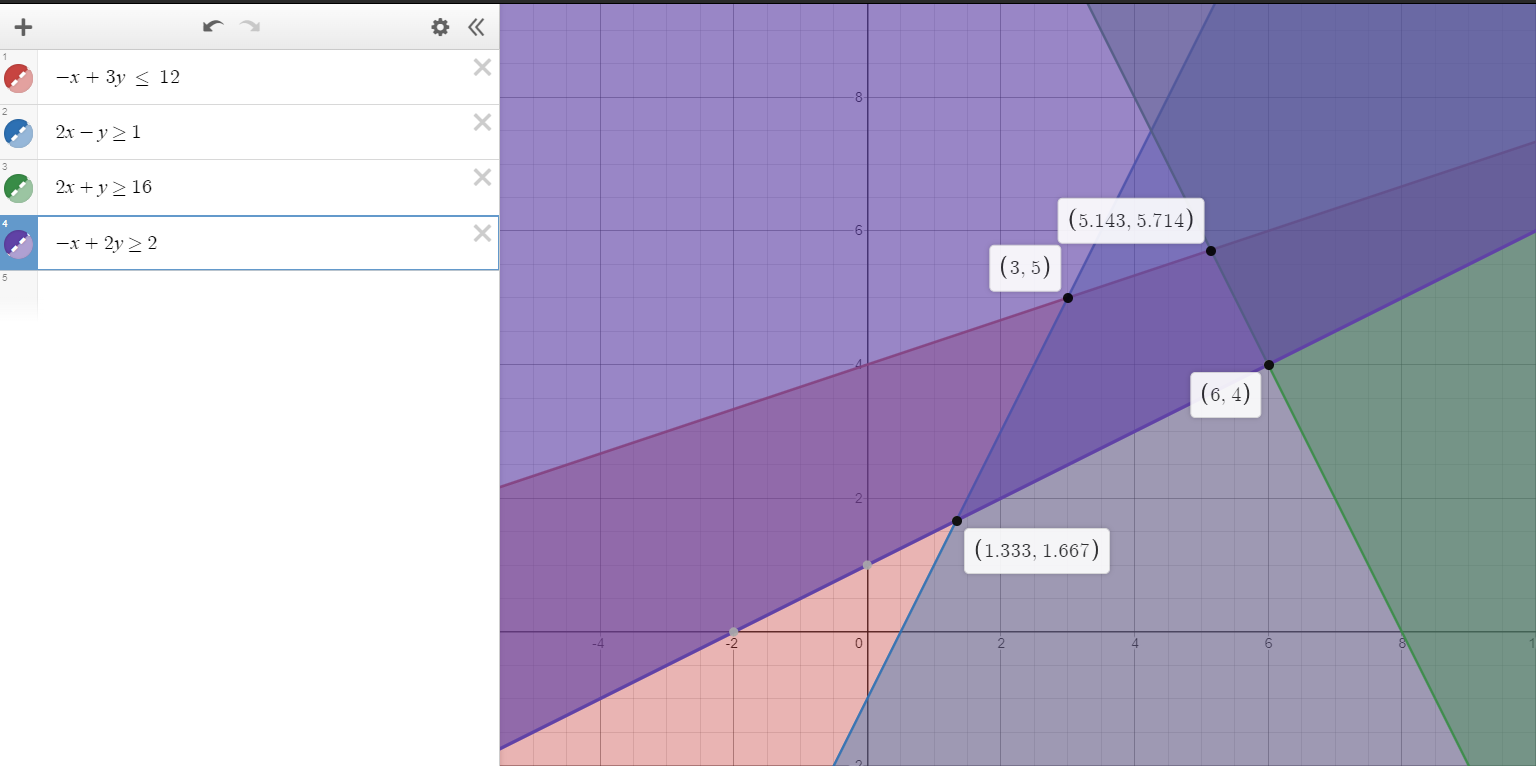 1
−x + 3y ≤ 12
2
2x − y ≥ 1
3
2x + y ≥ 16
4
−x + 2y ≥ 2
5
8
(5.143, 5.714)
6
(3, 5)
4
(6, 4)
2
(1.333, 1.667)
-4 -2 0 2 4 6 8